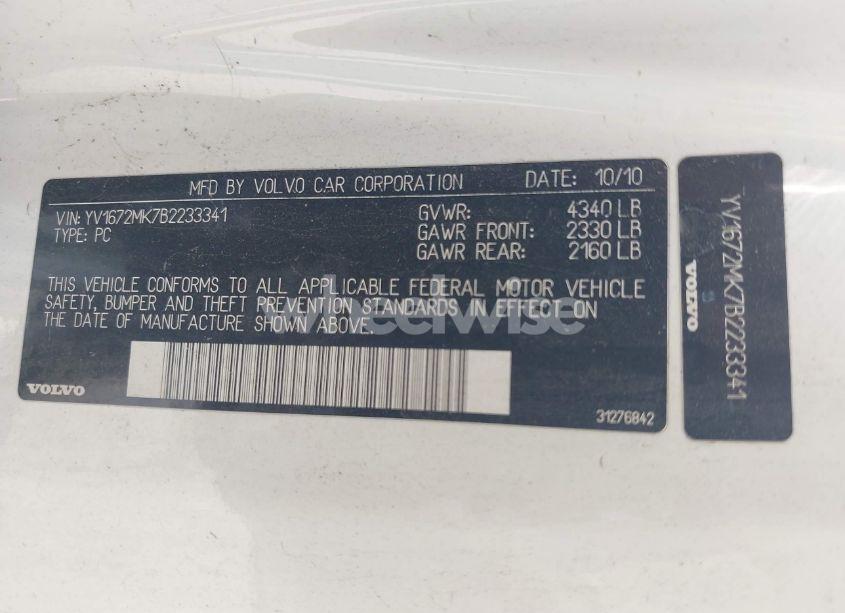 MFD BY VOLVO CAR CORPORATION DATE: 10/10
VIN: YV1672MK7B2233341 GVWR: 4340 LB
TYPE: PC GAWR FRONT: 2330 LB
GAWR REAR: 2160 LB
THIS VEHICLE CONFORMS TO ALL APPLICABLE FEDERAL MOTOR VEHICLE
SAFETY, BUMPER AND THEFT PREVENTION STANDARDS IN EFFECT ON
THE DATE OF MANUFACTURE SHOWN ABOVE.
wheelwise
VOLVO
31276842
YV1672MK7B2233341
VOLVO